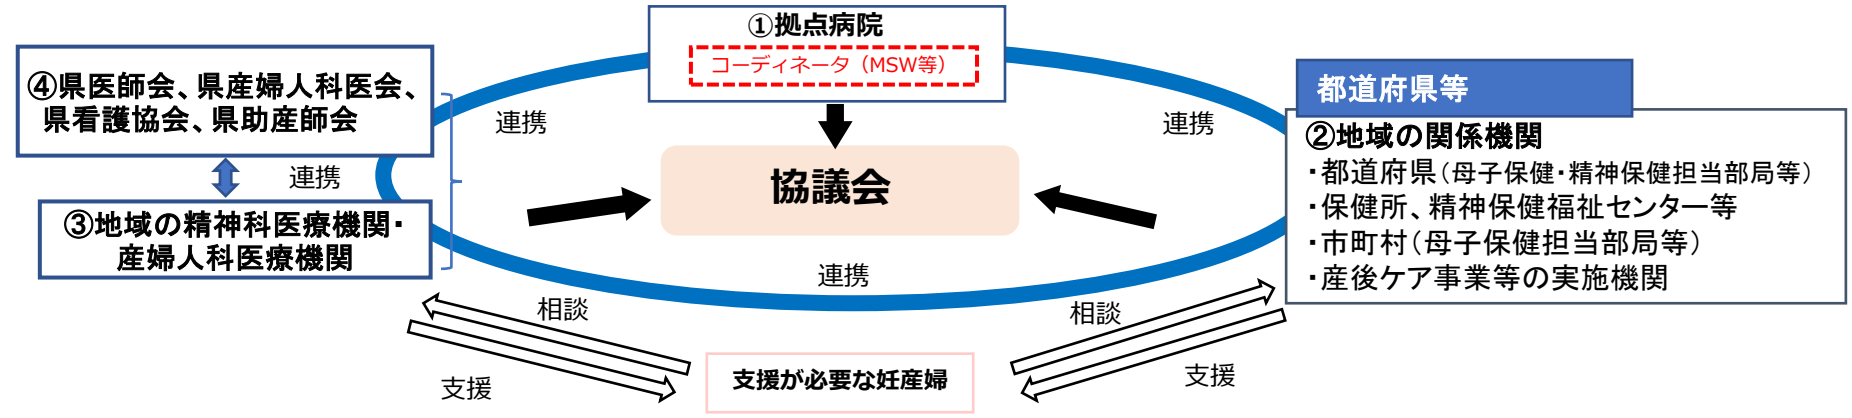 ①拠点病院
コーディネータ（MSW等）
④県医師会、県産婦人科医会、
県看護協会、県助産師会
連携
③地域の精神科医療機関・
産婦人科医療機関
連携
協議会
連携
都道府県等
②地域の関係機関
・都道府県（母子保健・精神保健担当部局等）
・保健所、精神保健福祉センター等
・市町村（母子保健担当部局等）
・産後ケア事業等の実施機関
連携
相談
支援
支援が必要な妊産婦
相談
支援